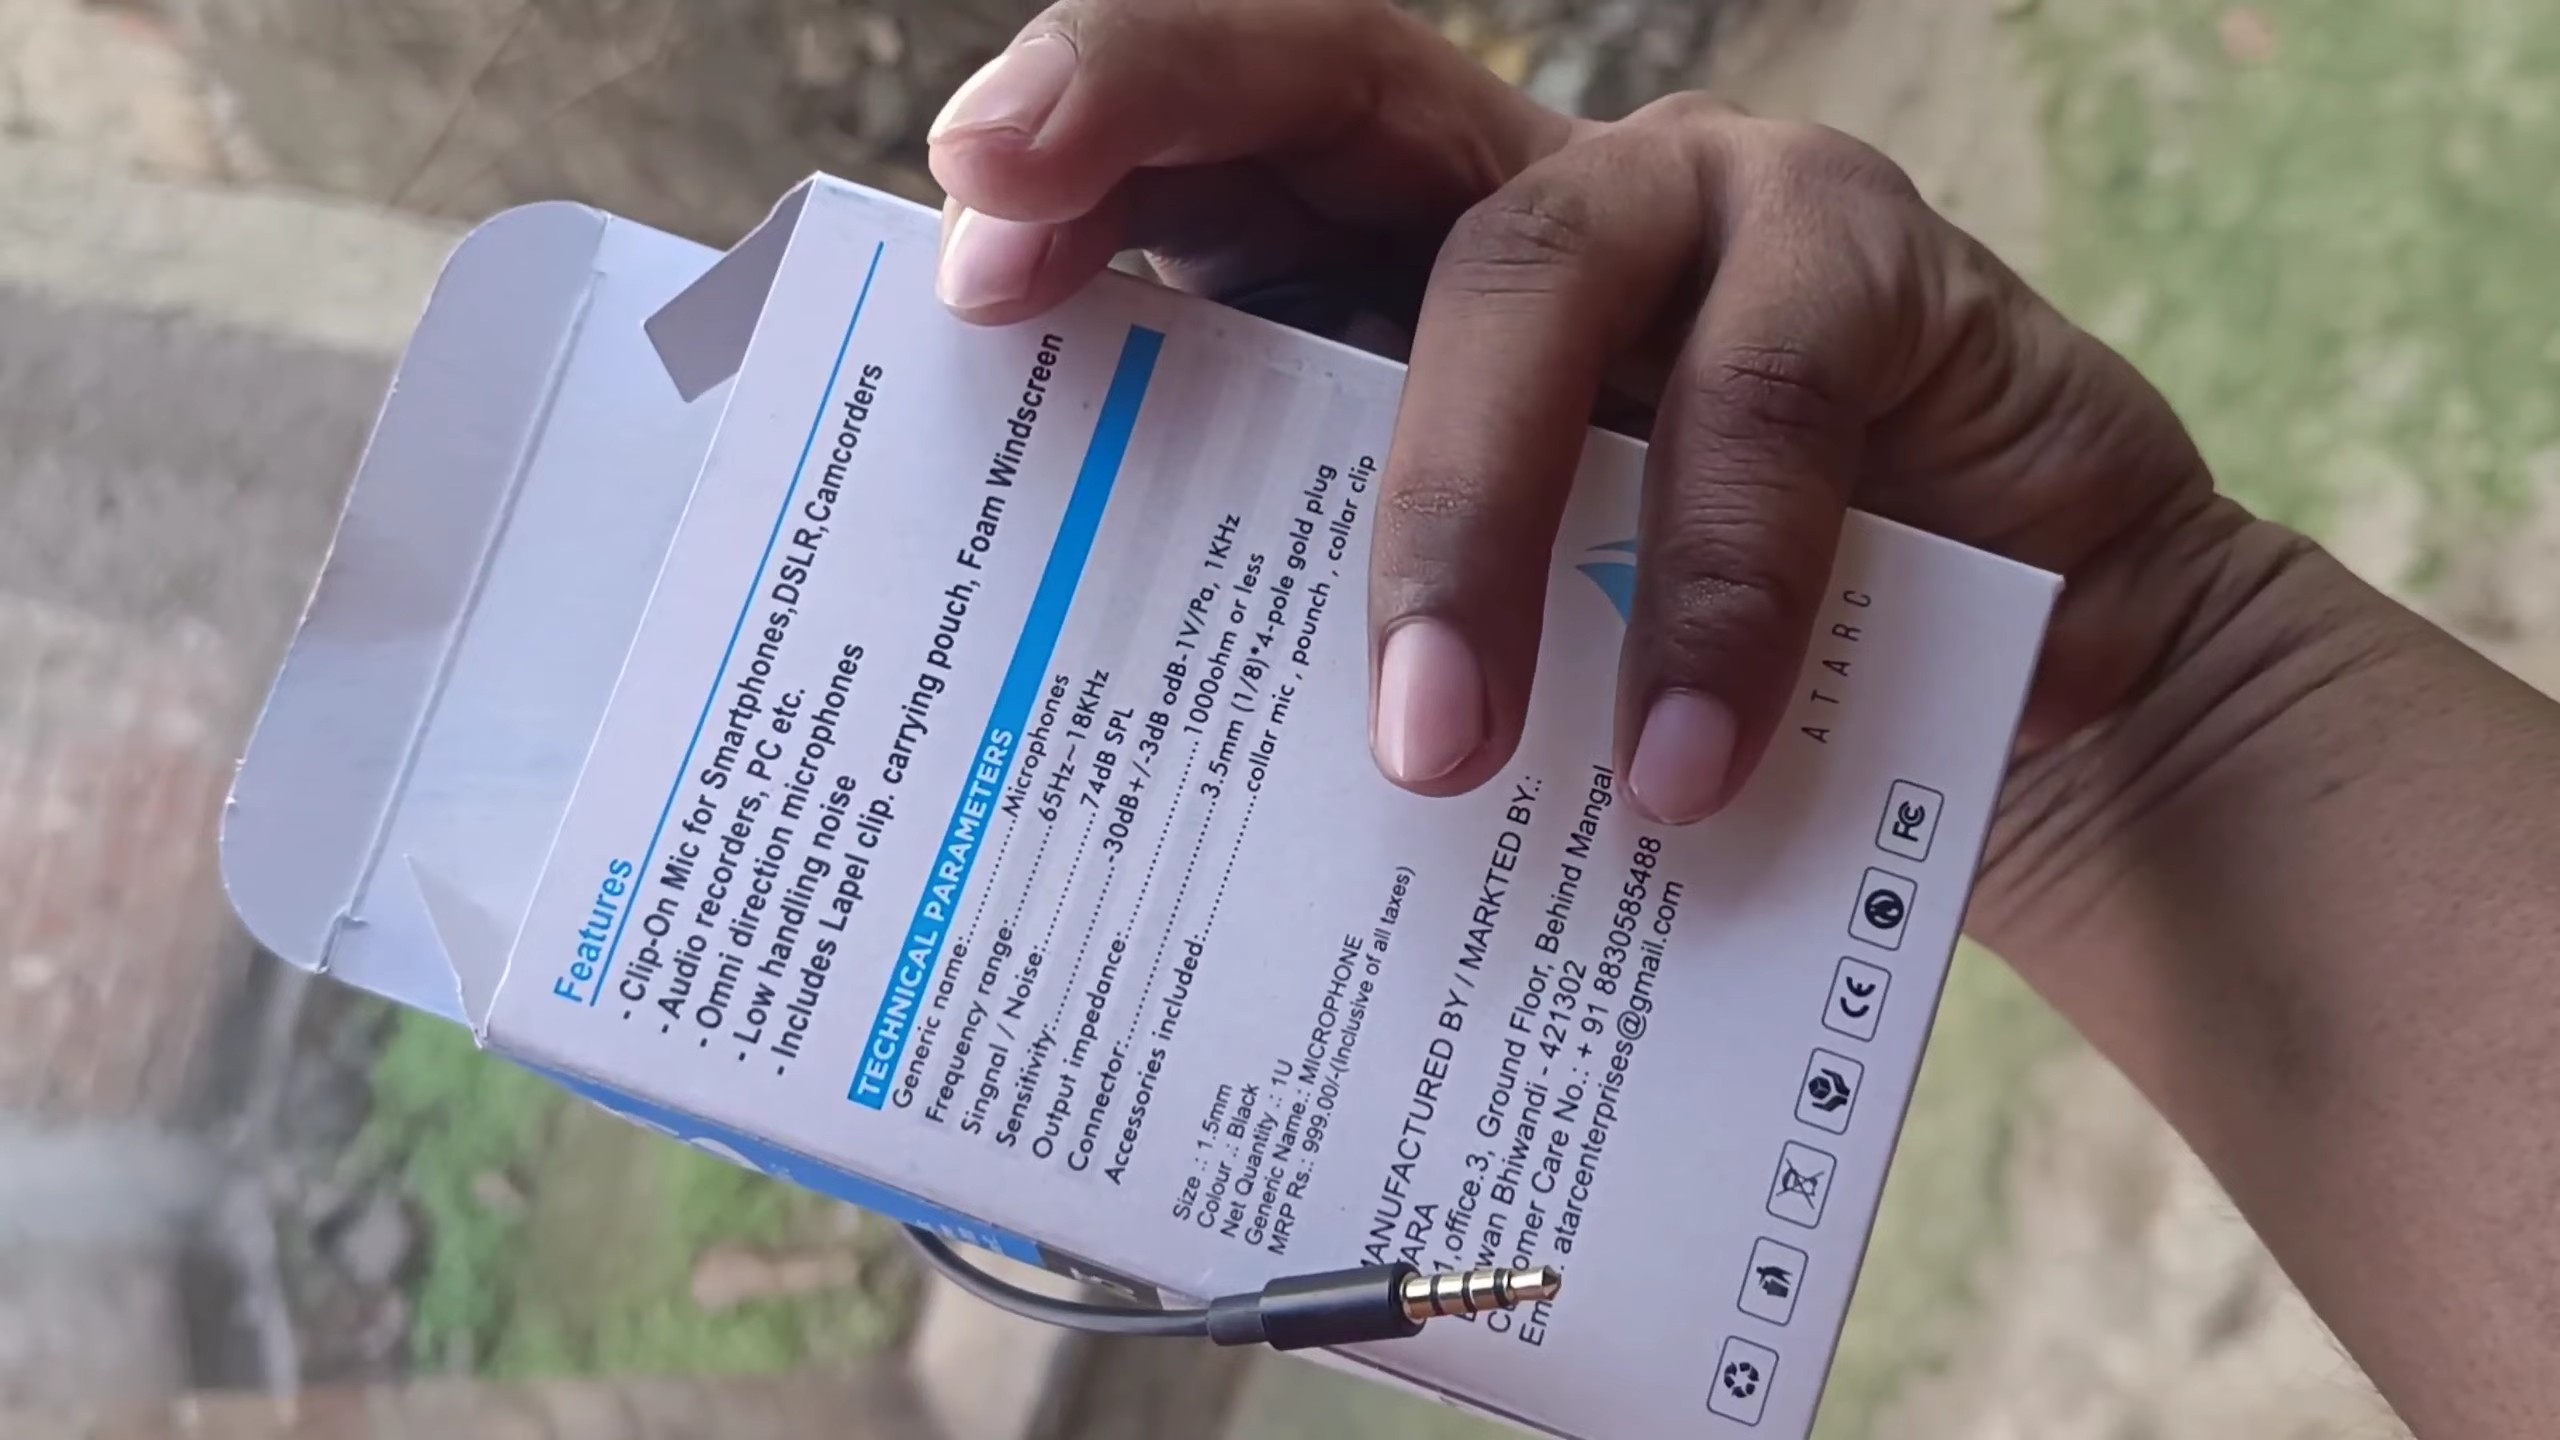 Features
- Clip-On Mic for Smartphones,DSLR,Camcorders
- Audio recorders, PC etc.
- Omni direction microphones
- Low handling noise
- Includes Lapel clip. carrying pouch, Foam Windscreen
TECHNICAL PARAMETERS
Generic name:..............Microphones
Frequency range:..............65Hz~18KHz
Singnal / Noise:..............74dB SPL
Sensitivity:..............-30dB+/-3dB odB-1V/Pa, 1KHz
Output impedance:..............1000ohm or less
Connector:..............3.5mm (1/8)*4-pole gold plug
Accessories included:..............collar mic , pounch , collar clip
Size .: 1.5mm
Colour .: Black
Net Quantity .: 1U
Generic Name.: MICROPHONE
MRP Rs.: 999.00/-(Inclusive of all taxes)
MANUFACTURED BY / MARKTED BY.:
office.3, Ground Floor, Behind Mangal
Bhiwandi - 421302
Care No.: + 91 8830585488
atarcenterprises@gmail.com
ATARC
CE
FC